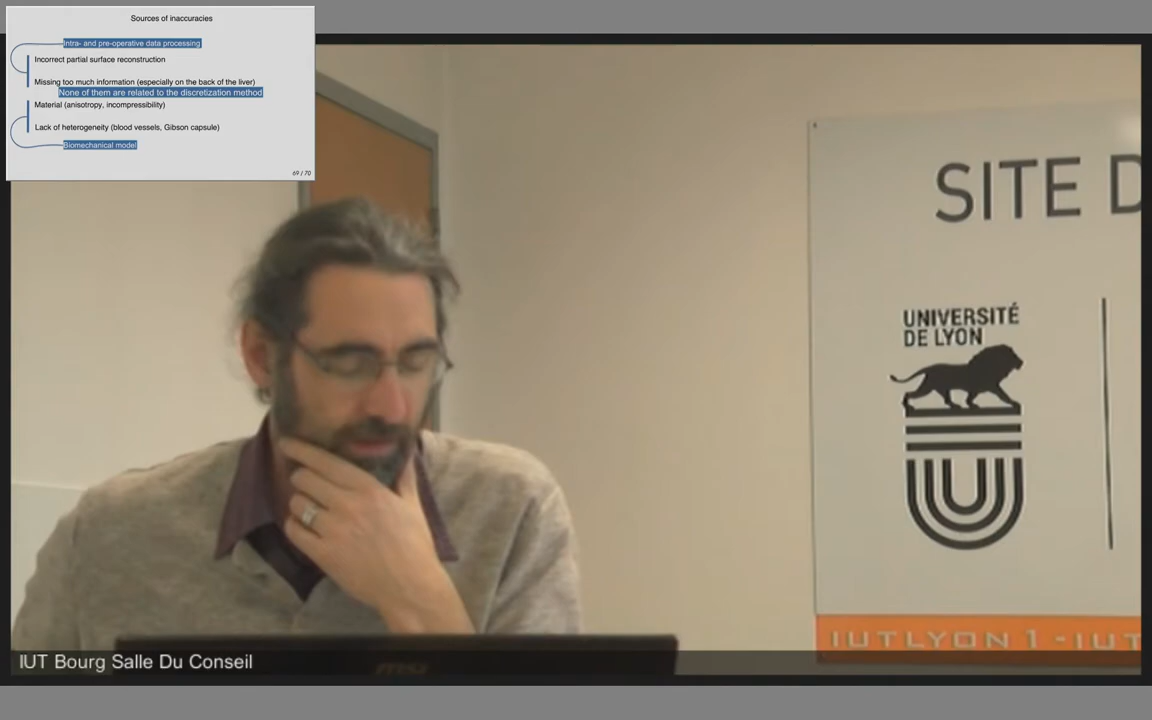 Sources of inaccuracies
Intra- and pre-operative data processing
Incorrect partial surface reconstruction
Missing too much information (especially on the back of the liver)
None of them are related to the discretization method
Material (anisotropy, incompressibility)
Lack of heterogeneity (blood vessels, Gibson capsule)
Biomechanical model
69 / 70
SITE D
UNIVERSITÉ
DE LYON
IUT LYON 1 - IUT
IUT Bourg Salle Du Conseil